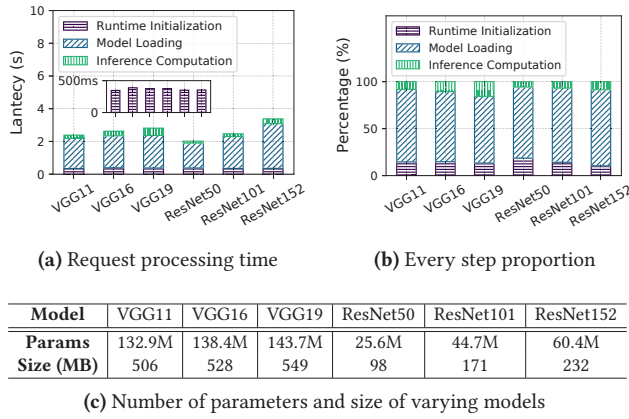 10
8
6
4
2
0
Lantecy (s)
Runtime Initialization
Model Loading
Inference Computation
500ms
0
VGG11
VGG16
VGG19
ResNet50
ResNet101
ResNet152
(a) Request processing time
100
50
0
Percentage (%)
Runtime Initialization
Model Loading
Inference Computation
VGG11
VGG16
VGG19
ResNet50
ResNet101
ResNet152
(b) Every step proportion
Model VGG11 VGG16 VGG19 ResNet50 ResNet101 ResNet152
Params 132.9M 138.4M 143.7M 25.6M 44.7M 60.4M
Size (MB) 506 528 549 98 171 232
(c) Number of parameters and size of varying models